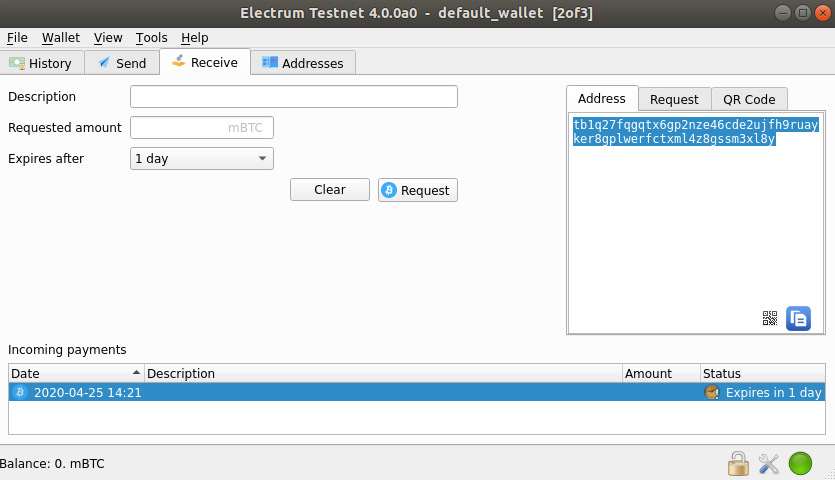 Electrum Testnet 4.0.0a0 - default_wallet [2of3]
File Wallet View Tools Help
History Send Receive Addresses
Description
Requested amount mBTC
Expires after 1 day
Clear Request
Address Request QR Code
tb1q27fqgqtx6gp2nze46cde2ujfh9ruay
ker8gplwerfctxml4z8gssm3xl8y
Incoming payments
Date Description Amount Status
2020-04-25 14:21 Expires in 1 day
Balance: 0. mBTC